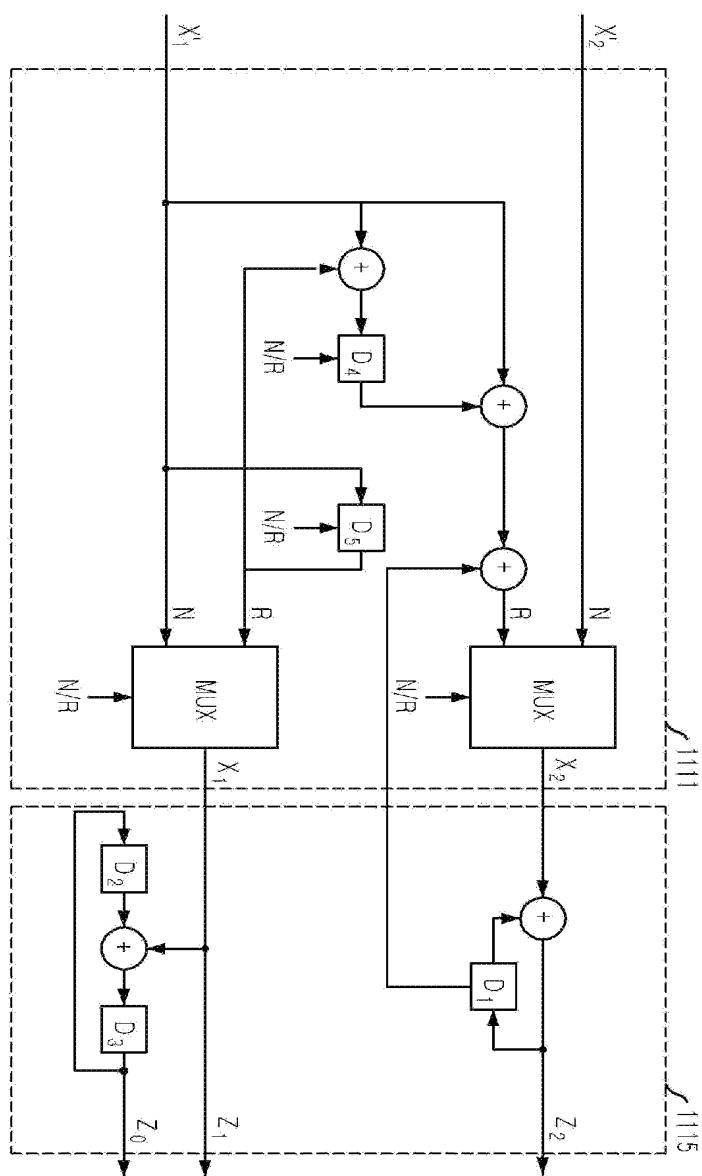 1111
1115
X'₂
N
X₂
Z₂
MUX
+
R
+
+
D₁
N/R
+
D₄
D₅
N/R
N/R
R
X₁
Z₁
MUX
X'₁
N
Z₀
D₂
+
D₃
N/R